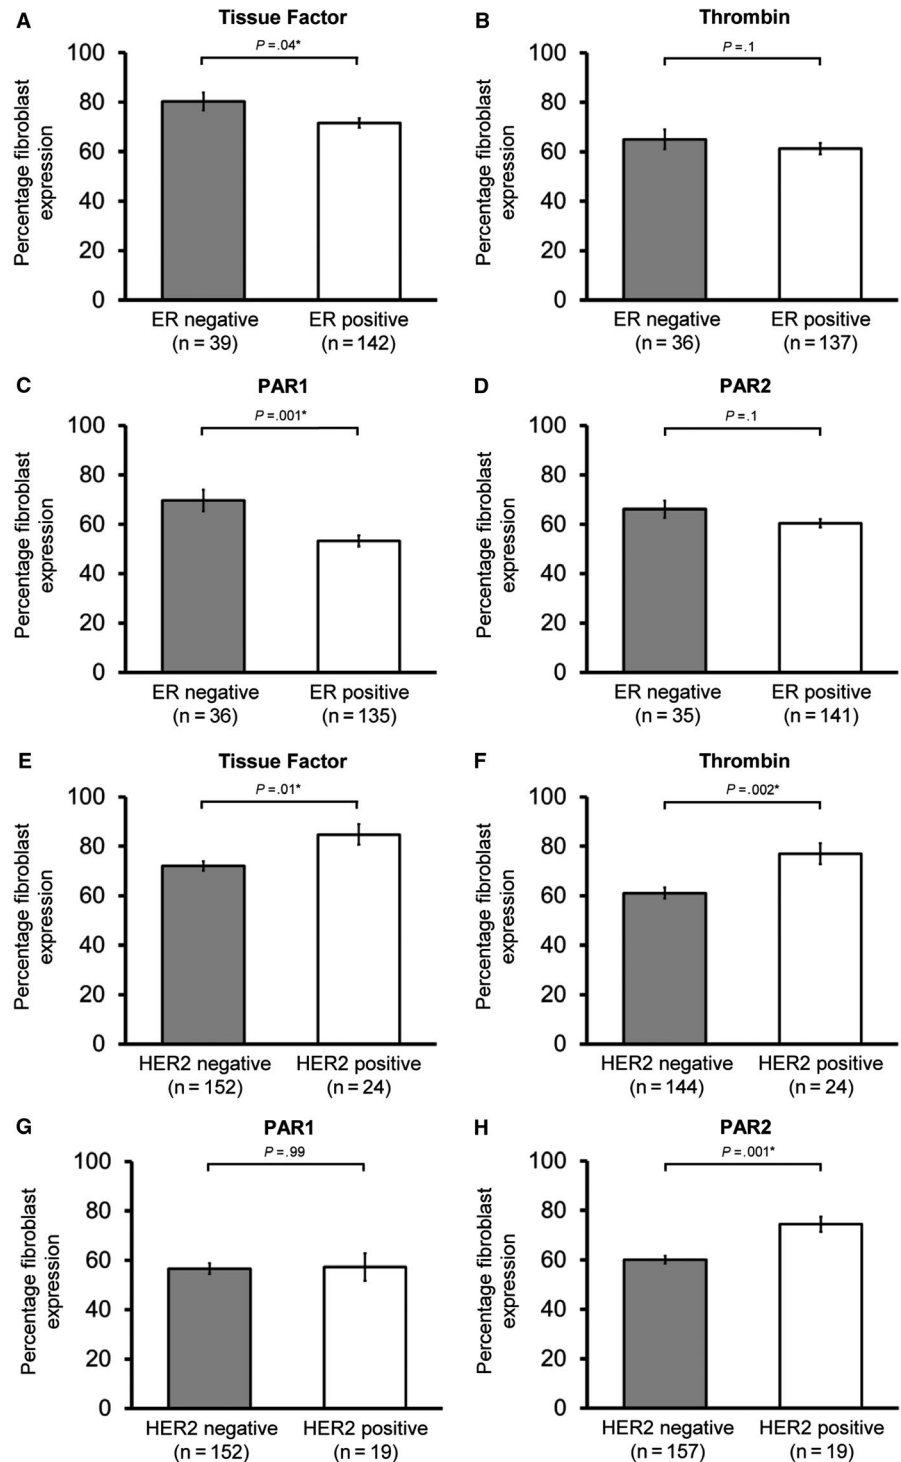 A
Tissue Factor
P = .04*
Percentage fibroblast
expression
100
80
60
40
20
0
ER negative
(n = 39)
ER positive
(n = 142)
B
Thrombin
P = .1
Percentage fibroblast
expression
100
80
60
40
20
0
ER negative
(n = 36)
ER positive
(n = 137)
C
PAR1
P = .001*
Percentage fibroblast
expression
100
80
60
40
20
0
ER negative
(n = 36)
ER positive
(n = 135)
D
PAR2
P = .1
Percentage fibroblast
expression
100
80
60
40
20
0
ER negative
(n = 35)
ER positive
(n = 141)
E
Tissue Factor
P = .01*
Percentage fibroblast
expression
100
80
60
40
20
0
HER2 negative
(n = 152)
HER2 positive
(n = 24)
F
Thrombin
P = .002*
Percentage fibroblast
expression
100
80
60
40
20
0
HER2 negative
(n = 144)
HER2 positive
(n = 24)
G
PAR1
P = .99
Percentage fibroblast
expression
100
80
60
40
20
0
HER2 negative
(n = 152)
HER2 positive
(n = 19)
H
PAR2
P = .001*
Percentage fibroblast
expression
100
80
60
40
20
0
HER2 negative
(n = 157)
HER2 positive
(n = 19)